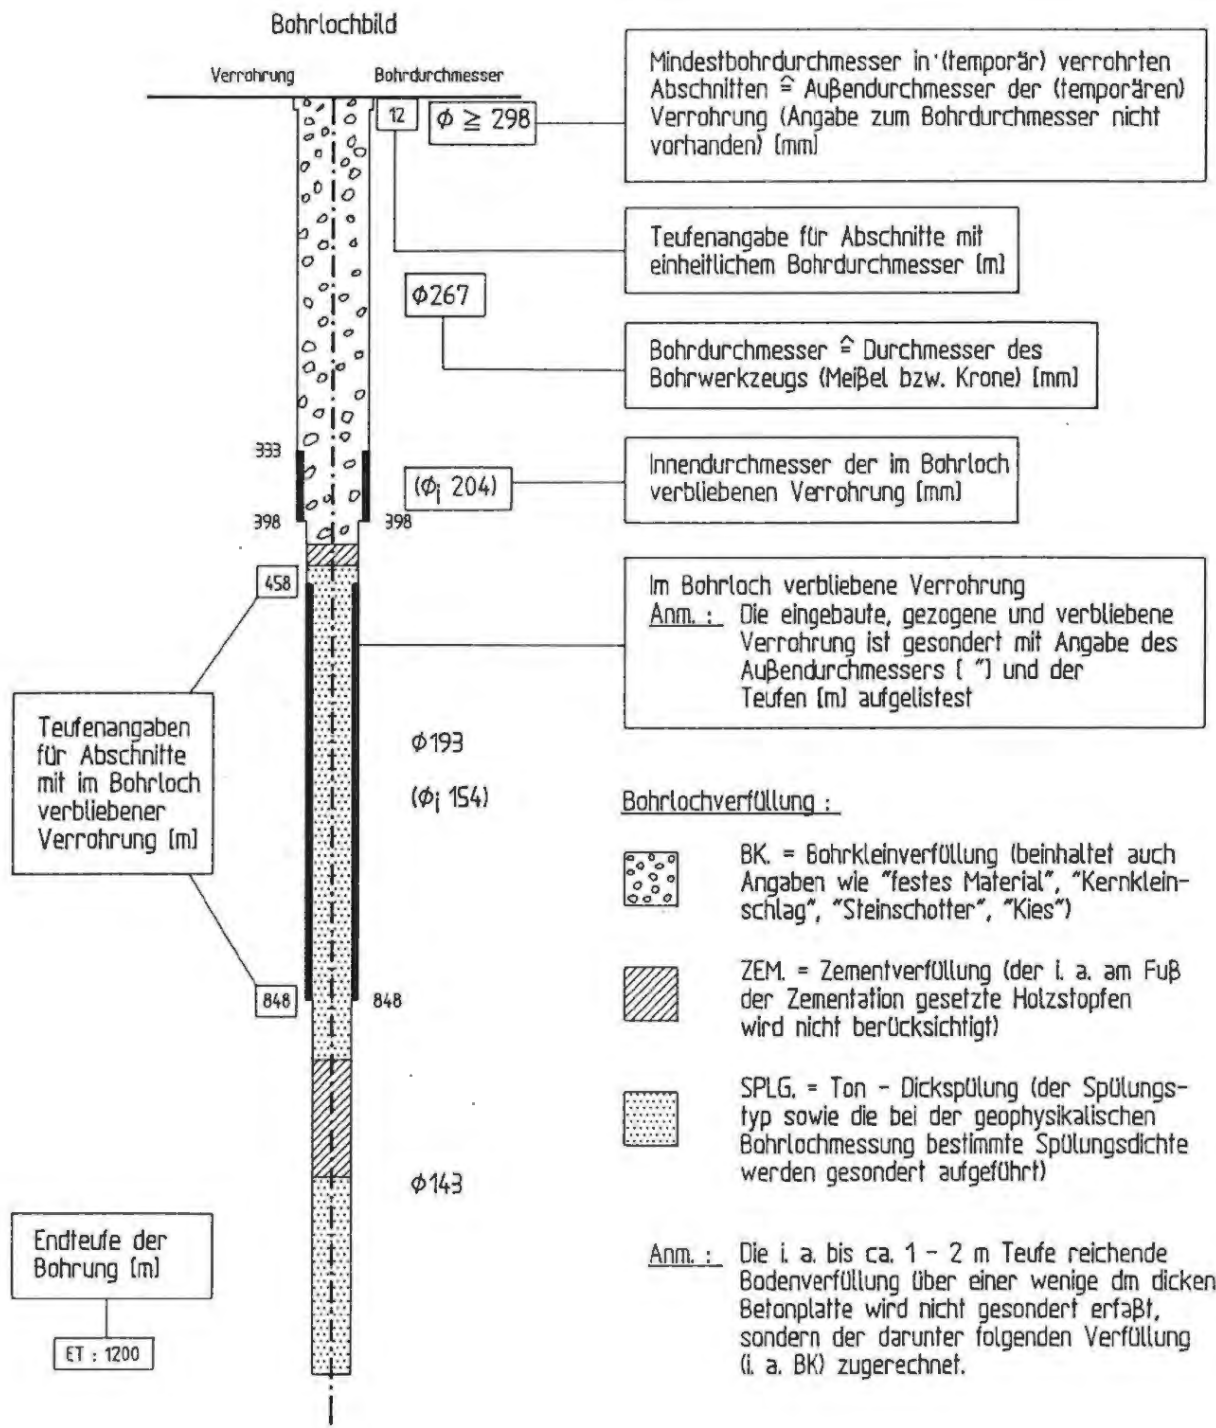 Bohrlochbild
Verrohrung
Bohrdurchmesser
12
ϕ ≥ 298
Mindestbohrdurchmesser in (temporär) verrohrten
Abschnitten ≙ Außendurchmesser der (temporären)
Verrohrung (Angabe zum Bohrdurchmesser nicht
vorhanden) [mm]
Teufenangabe für Abschnitte mit
einheitlichem Bohrdurchmesser [m]
ϕ267
Bohrdurchmesser ≙ Durchmesser des
Bohrwerkzeugs (Meißel bzw. Krone) [mm]
333
(ϕi 204)
Innendurchmesser der im Bohrloch
verbliebenen Verrohrung [mm]
398
398
458
Im Bohrloch verbliebene Verrohrung
Anm. : Die eingebaute, gezogene und verbliebene
Verrohrung ist gesondert mit Angabe des
Außendurchmessers [ "] und der
Teufen [m] aufgelistest
Teufenangaben
für Abschnitte
mit im Bohrloch
verbliebener
Verrohrung [m]
ϕ193
(ϕi 154)
848
848
Bohrlochverfüllung :
BK. = Bohrkleinverfüllung (beinhaltet auch
Angaben wie "festes Material", "Kernklein-
schlag", "Steinschotter", "Kies")
ZEM. = Zementverfüllung (der i. a. am Fuß
der Zementation gesetzte Holzstopfen
wird nicht berücksichtigt)
SPLG. = Ton - Dickspülung (der Spülungs-
typ sowie die bei der geophysikalischen
Bohrlochmessung bestimmte Spülungsdichte
werden gesondert aufgeführt)
ϕ143
Endteufe der
Bohrung [m]
ET : 1200
Anm. : Die i. a. bis ca. 1 - 2 m Teufe reichende
Bodenverfüllung über einer wenige dm dicken
Betonplatte wird nicht gesondert erfaßt,
sondern der darunter folgenden Verfüllung
(i. a. BK) zugerechnet.